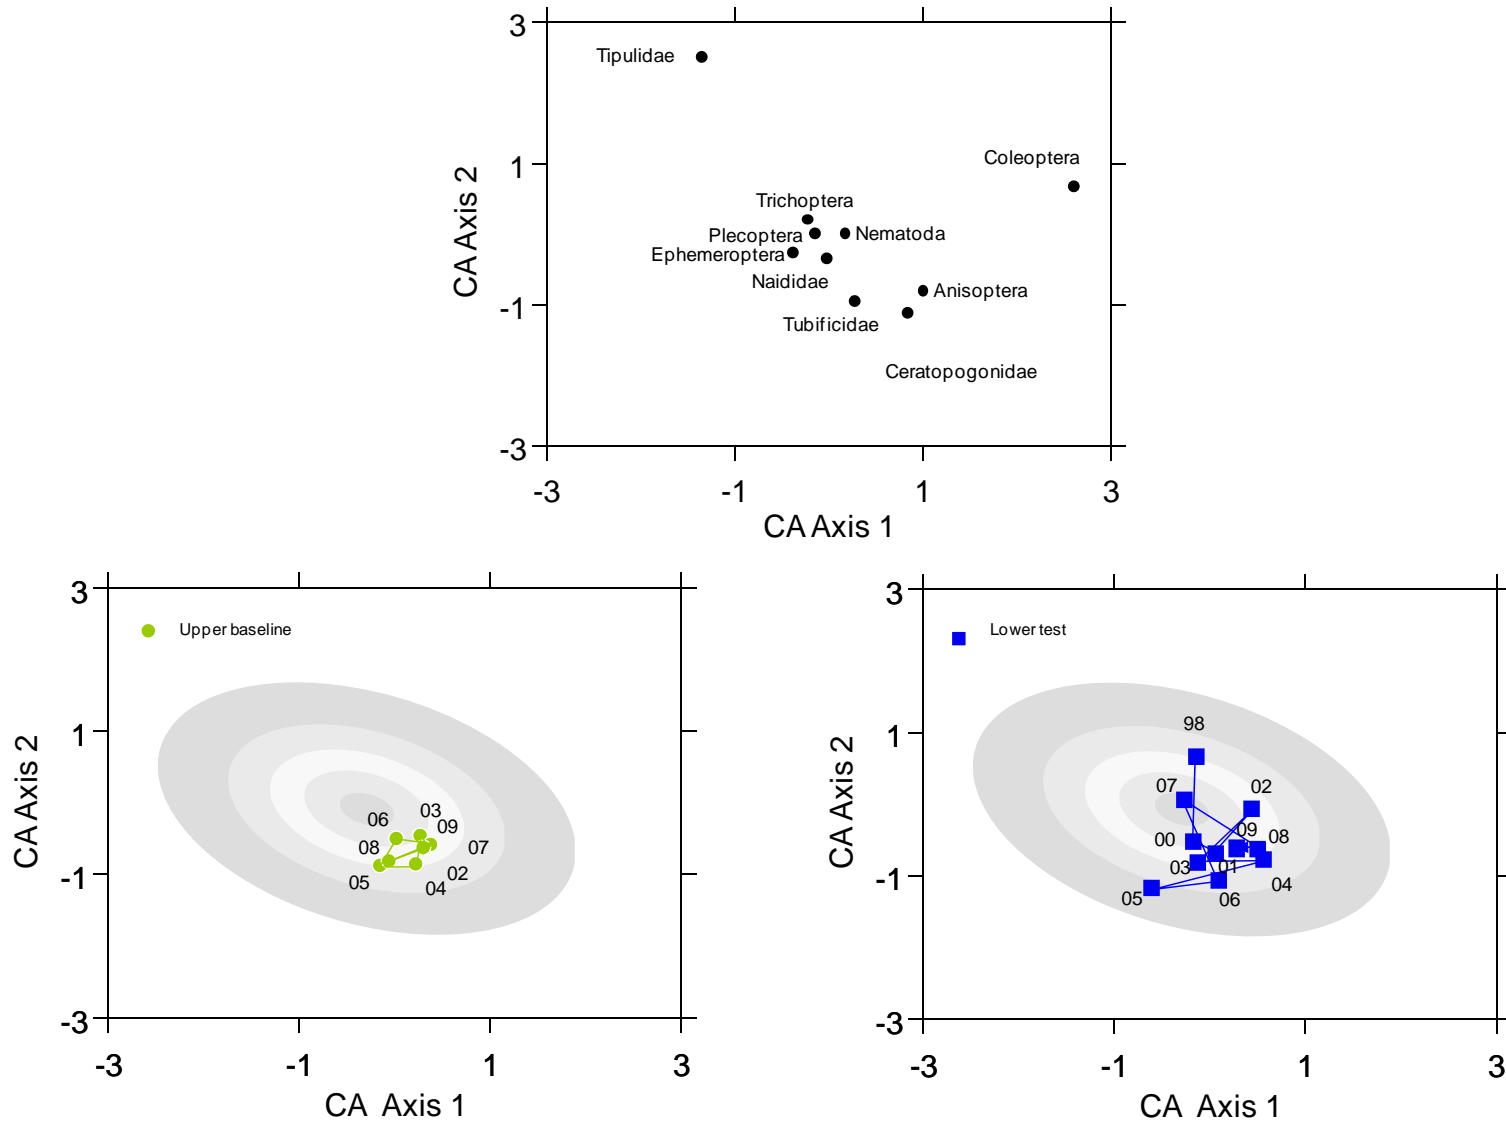 3
Tipulidae
Coleoptera
1
Trichoptera
Plecoptera
Nematoda
Ephemeroptera
Naididae
Anisoptera
-1
Tubificidae
Ceratopogonidae
-3
CA Axis 2
-3 -1 1 3
CA Axis 1
3
Upper baseline
1
03
06
09
08
07
02
-1
05
04
-3
CA Axis 2
-3 -1 1 3
CA Axis 1
3
Lower test
98
1
07
02
09
08
00
03
01
-1
04
05
06
-3
CA Axis 2
-3 -1 1 3
CA Axis 1